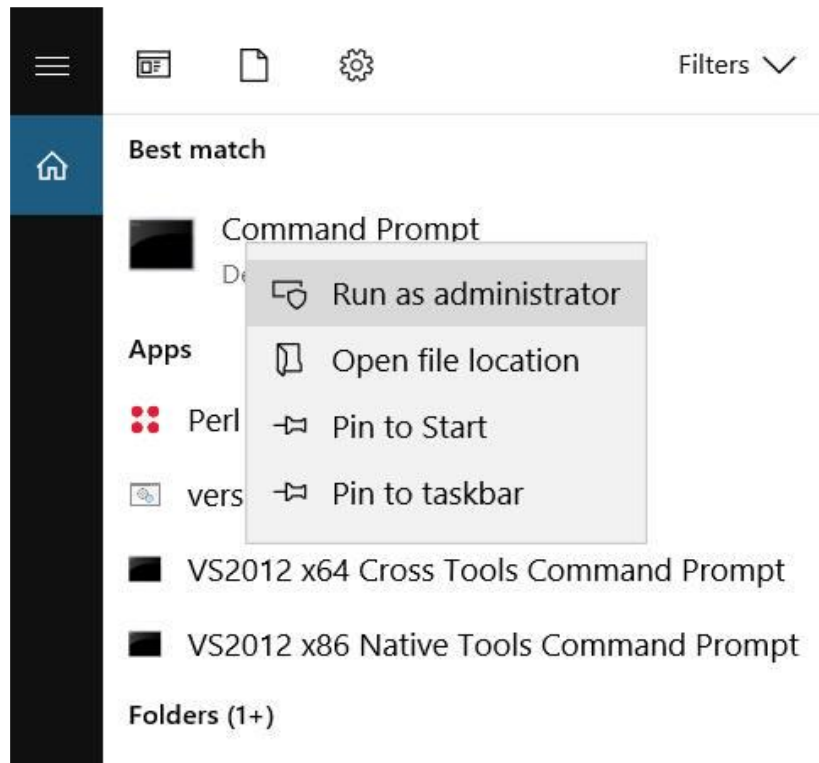 Filters
Best match
Command Prompt
De
Run as administrator
Apps
Open file location
Perl
Pin to Start
vers
Pin to taskbar
VS2012 x64 Cross Tools Command Prompt
VS2012 x86 Native Tools Command Prompt
Folders (1+)